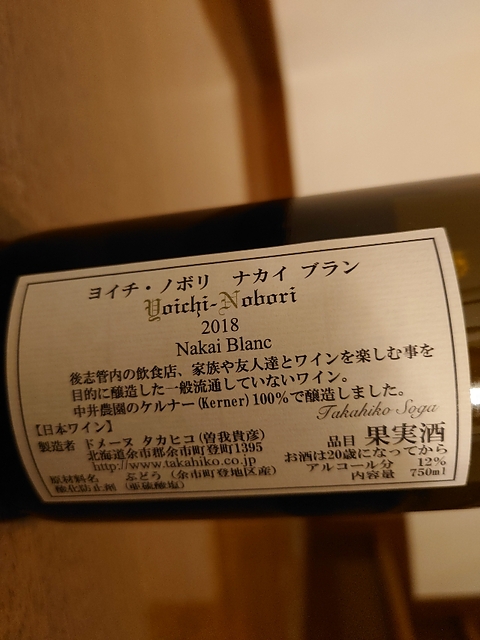 ヨイチ・ノボリ ナカイ ブラン
Yoichi-Nobori
2018
Nakai Blanc
後志管内の飲食店、家族や友人達とワインを楽しむ事を
目的に醸造した一般流通していないワイン。
中井農園のケルナー(Kerner)100%で醸造しました。
Takahiko Soga
【日本ワイン】
製造者 ドメーヌ タカヒコ(曽我貴彦)
北海道余市郡余市町登町1395
http://www.takahiko.co.jp
原材料名 ぶどう(余市町登地区産)
酸化防止剤(亜硫酸塩)
品目 果実酒
お酒は20歳になってから
アルコール分 12%
内容量 750ml